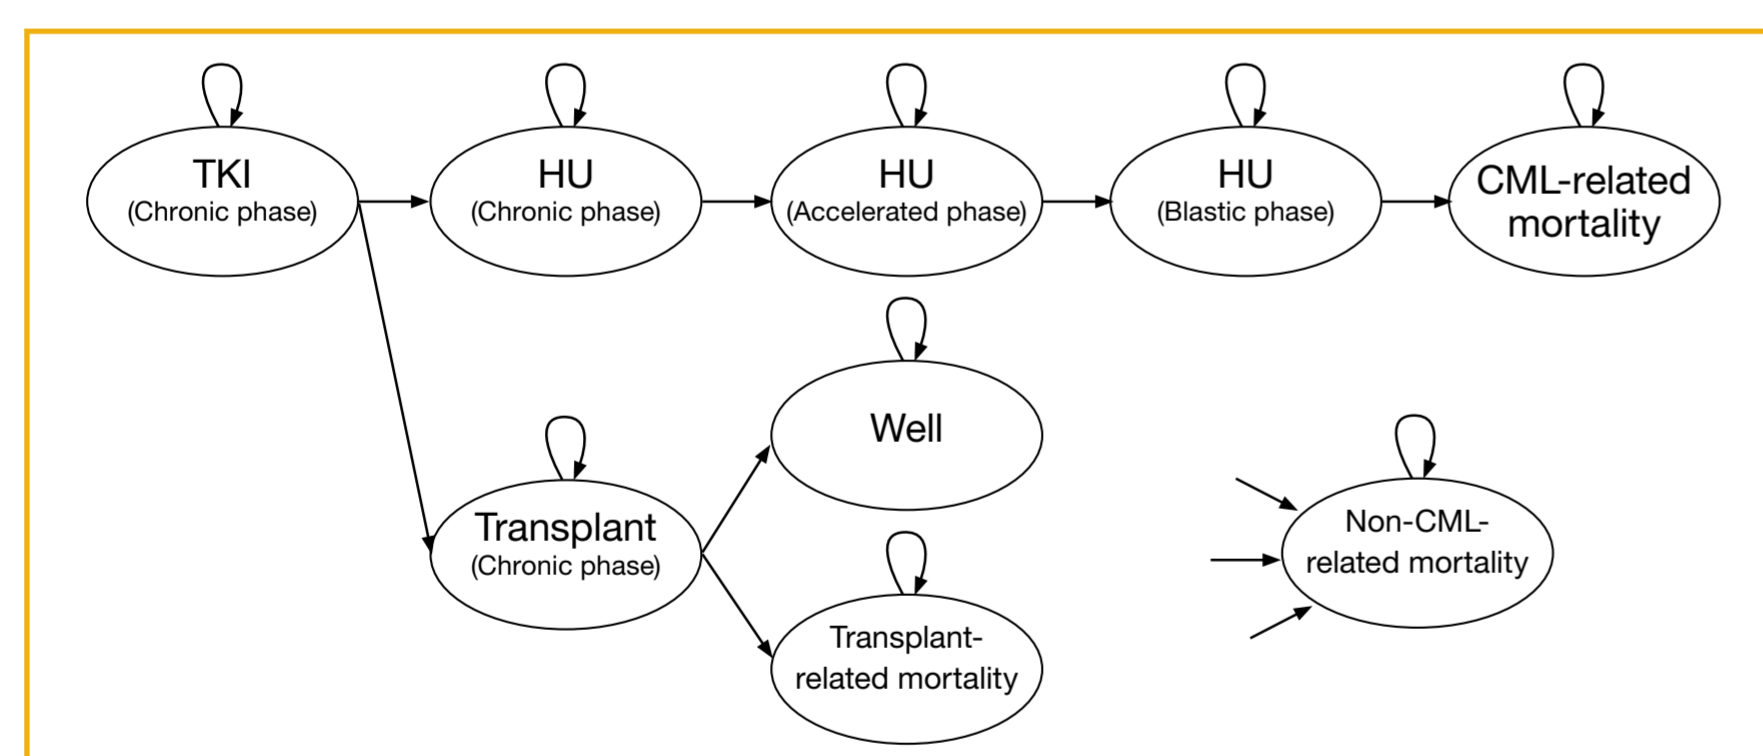 TKI
(Chronic phase)
HU
(Chronic phase)
HU
(Accelerated phase)
HU
(Blastic phase)
CML-related
mortality
Well
Transplant
(Chronic phase)
Non-CML-
related mortality
Transplant-
related mortality